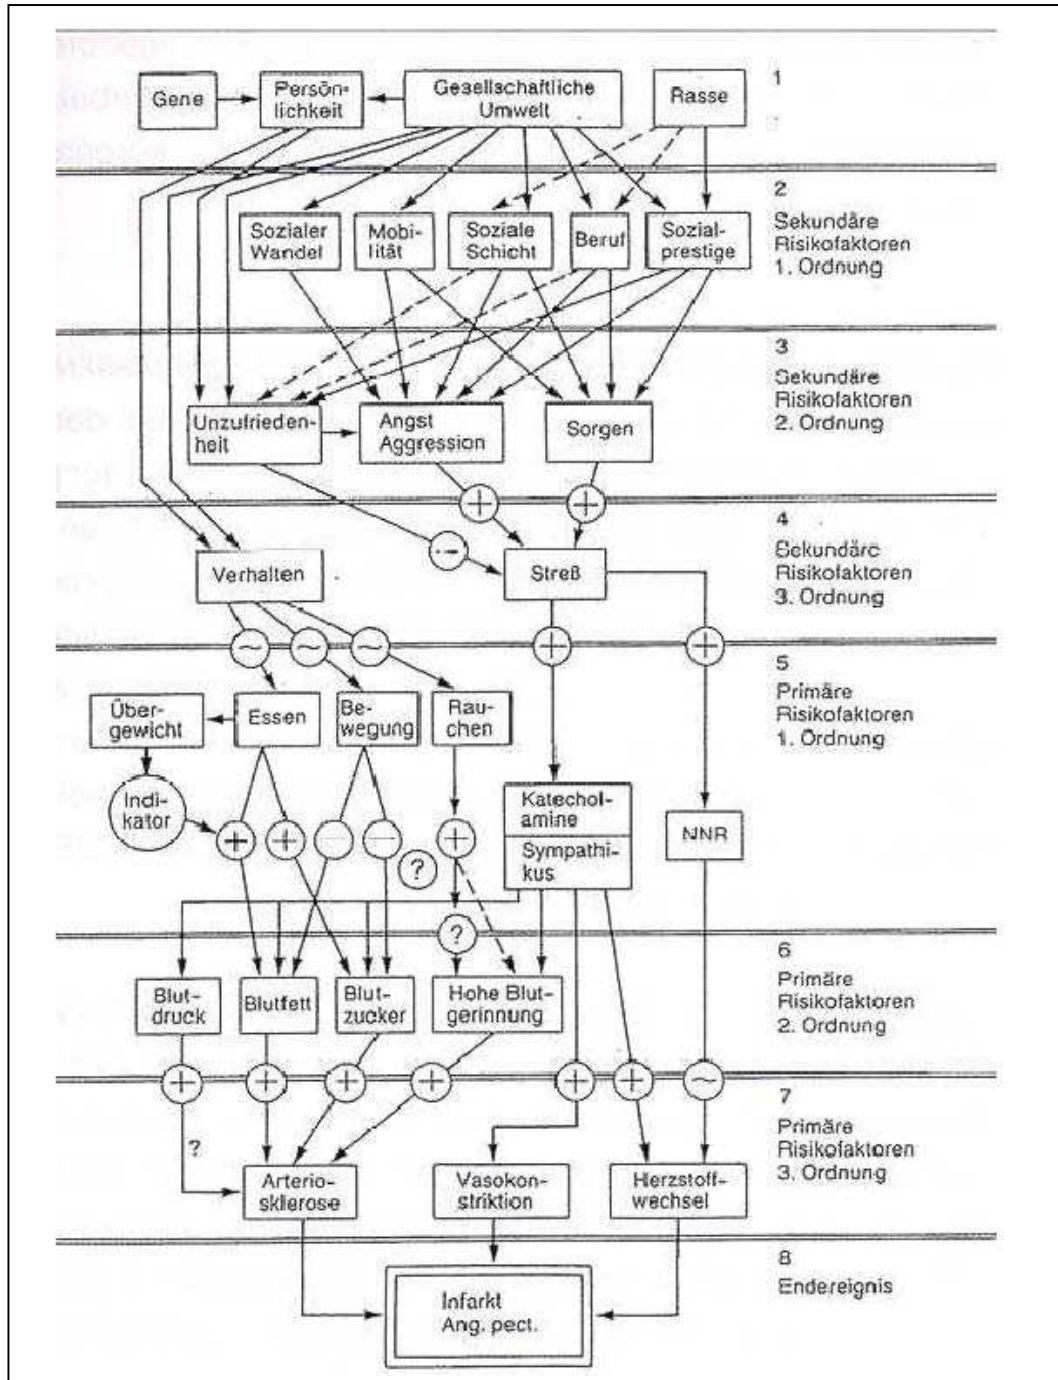 Gene
Persön-
lichkeit
Gesellschaftliche
Umwelt
Rasse
1
2
Sekundäre
Risikofaktoren
1. Ordnung
Sozialer
Wandel
Mobi-
lität
Soziale
Schicht
Beruf
Sozial-
prestige
3
Sekundäre
Risikofaktoren
2. Ordnung
Unzufrieden-
heit
Angst
Aggression
Sorgen
+
+
4
Sekundäre
Risikofaktoren
3. Ordnung
Verhalten
Streß
~
~
~
+
+
5
Primäre
Risikofaktoren
1. Ordnung
Über-
gewicht
Essen
Be-
wegung
Rau-
chen
Indi-
kator
Katechol-
amine
Sympathi-
kus
NNR
+
+
−
−
?
+
?
6
Primäre
Risikofaktoren
2. Ordnung
Blut-
druck
Blutfett
Blut-
zucker
Hohe Blut-
gerinnung
+
+
+
+
+
+
~
7
Primäre
Risikofaktoren
3. Ordnung
?
Arterio-
sklerose
Vasokon-
striktion
Herzstoff-
wechsel
8
Endereignis
Infarkt
Ang. pect.